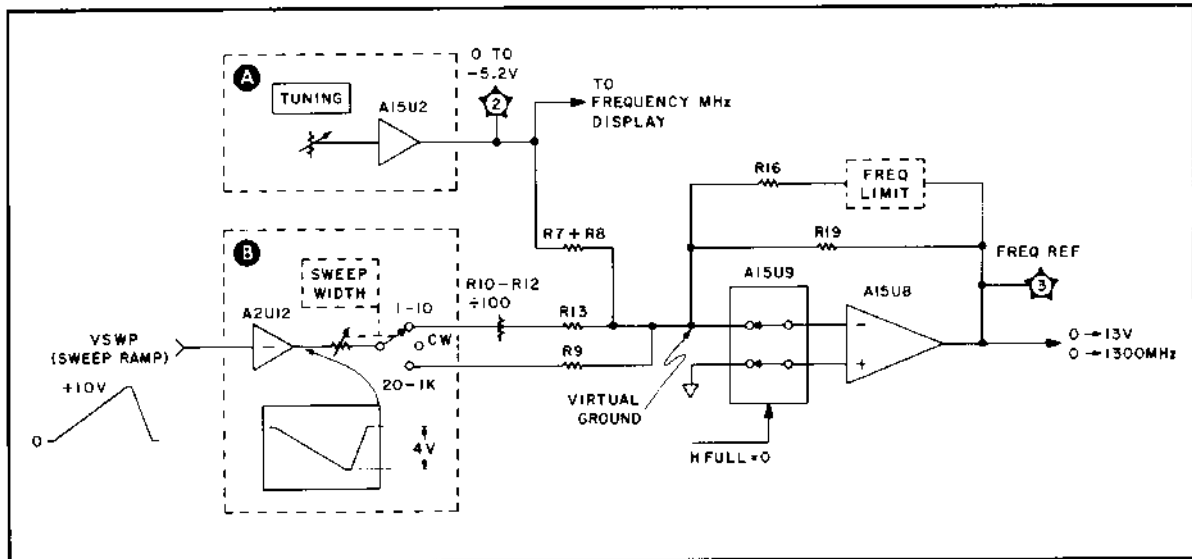 A
TUNING
A15U2
0 TO
-5.2V
2
TO
FREQUENCY MHz
DISPLAY
R16
FREQ
LIMIT
R7+R8
R19
FREQ REF
3
B
SWEEP
WIDTH
A2U12
1-10
CW
20-1K
R10-R12
÷100
R13
R9
A15U9
A15U8
-
-
+
VSWP
(SWEEP RAMP)
+10V
0
4V
VIRTUAL
GROUND
HFULL=0
0→13V
0→1300MHz